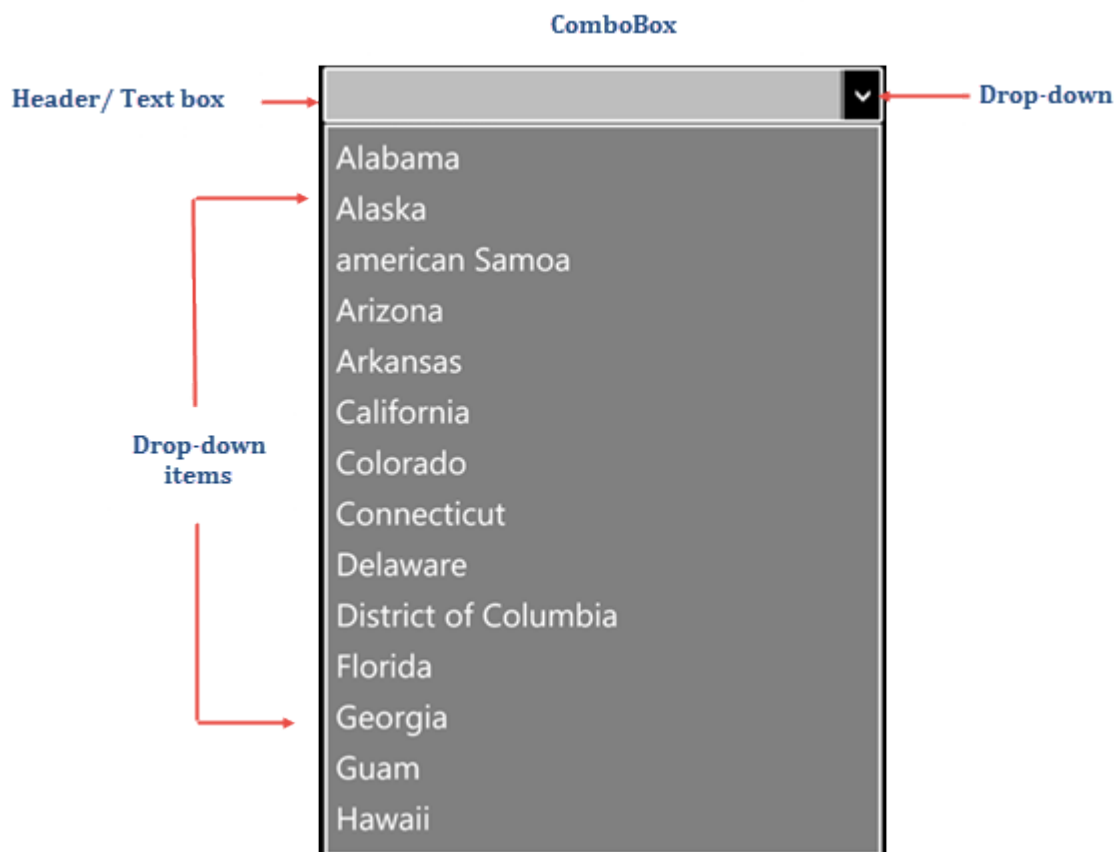 ComboBox
Header/ Text box
Drop-down
Alabama
Alaska
american Samoa
Arizona
Arkansas
California
Colorado
Drop-down
items
Connecticut
Delaware
District of Columbia
Florida
Georgia
Guam
Hawaii